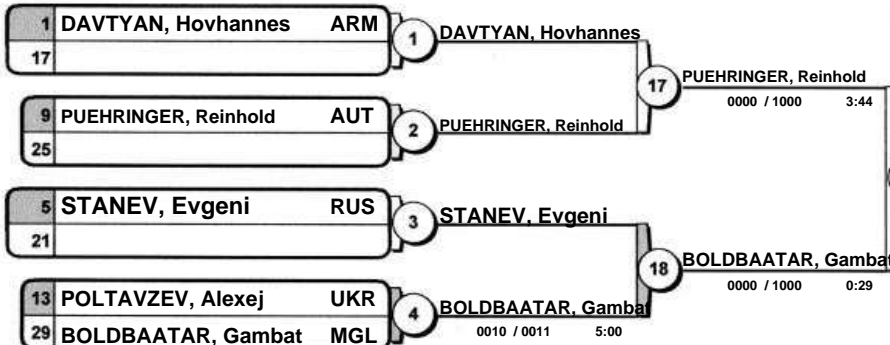 1 DAVTYAN, Hovhannes ARM
17
1
DAVTYAN, Hovhannes
17
PUEHRINGER, Reinhold
0000 / 1000 3:44
9 PUEHRINGER, Reinhold AUT
25
2
PUEHRINGER, Reinhold
5 STANEV, Evgeni RUS
21
3
STANEV, Evgeni
18
BOLDBAATAR, Gambat
0000 / 1000 0:29
13 POLTAVZEV, Alexej UKR
29 BOLDBAATAR, Gambat MGL
4
BOLDBAATAR, Gambat
0010 / 0011 5:00